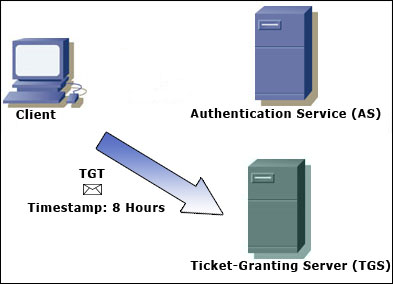 Client
Authentication Service (AS)
TGT
Timestamp: 8 Hours
Ticket-Granting Server (TGS)